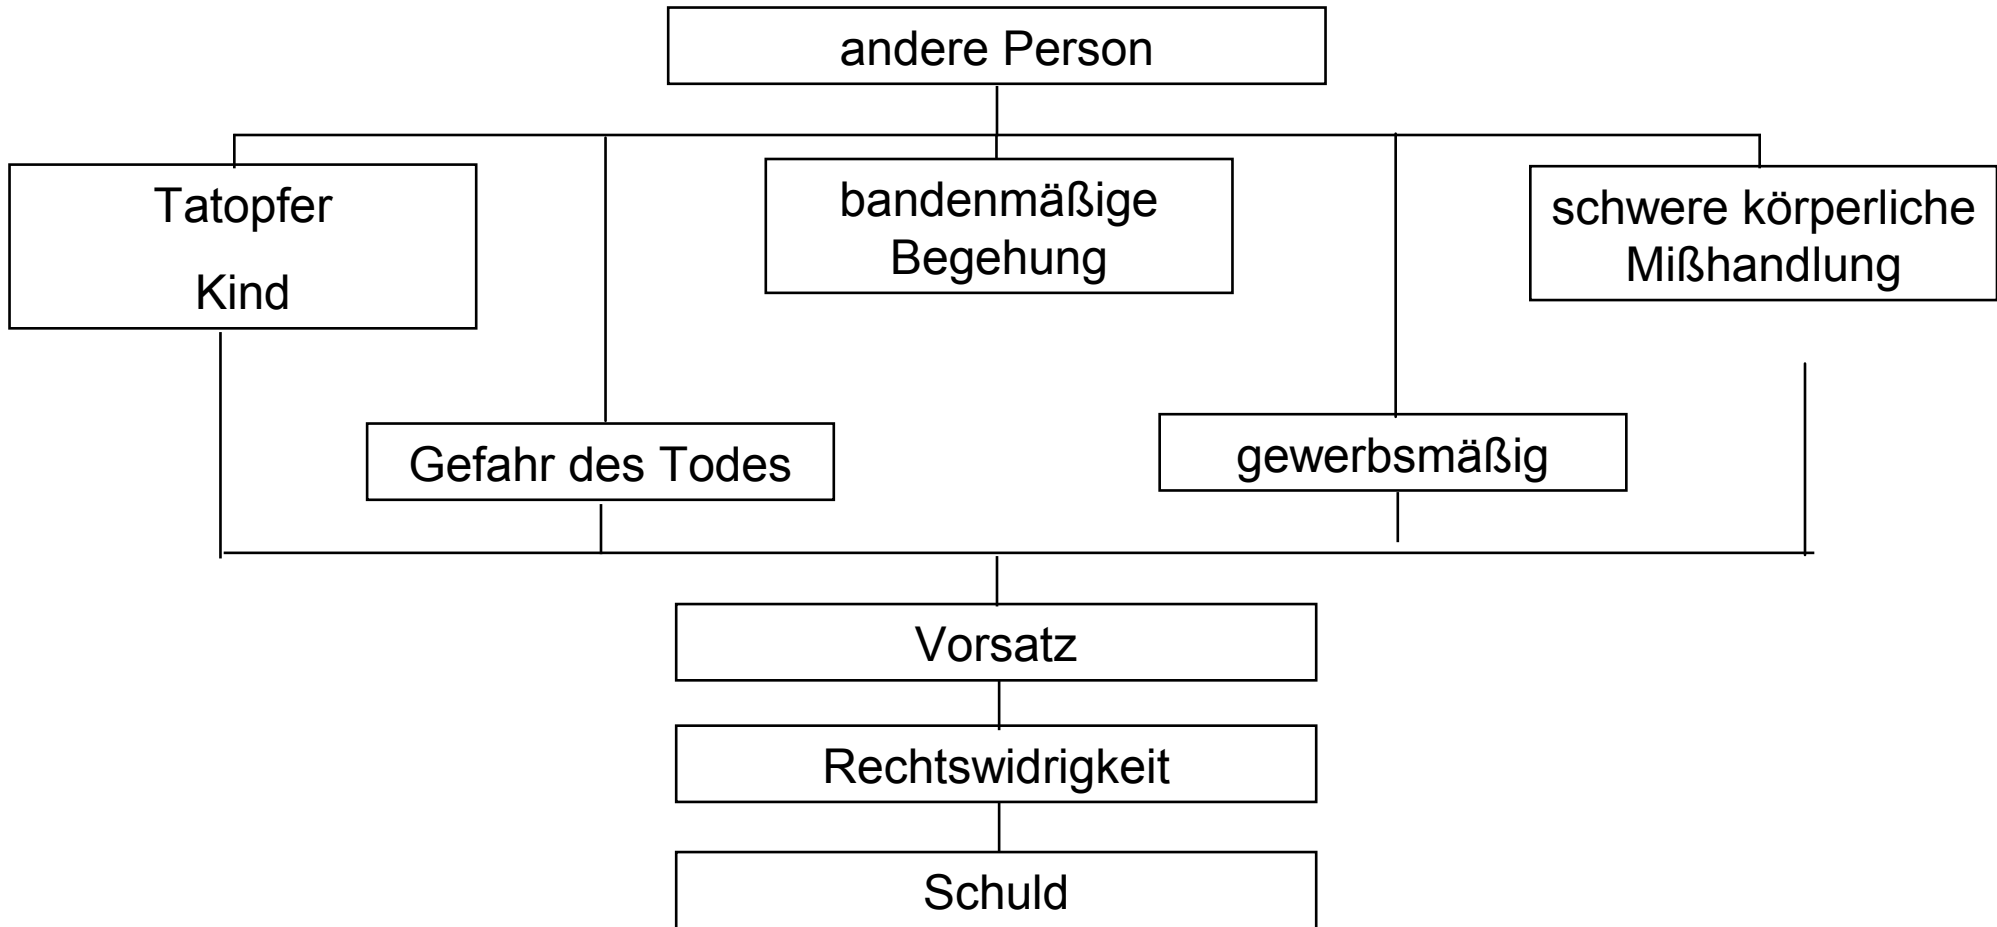 andere Person
Tatopfer
Kind
bandenmäßige
Begehung
schwere körperliche
Mißhandlung
Gefahr des Todes
gewerbsmäßig
Vorsatz
Rechtswidrigkeit
Schuld